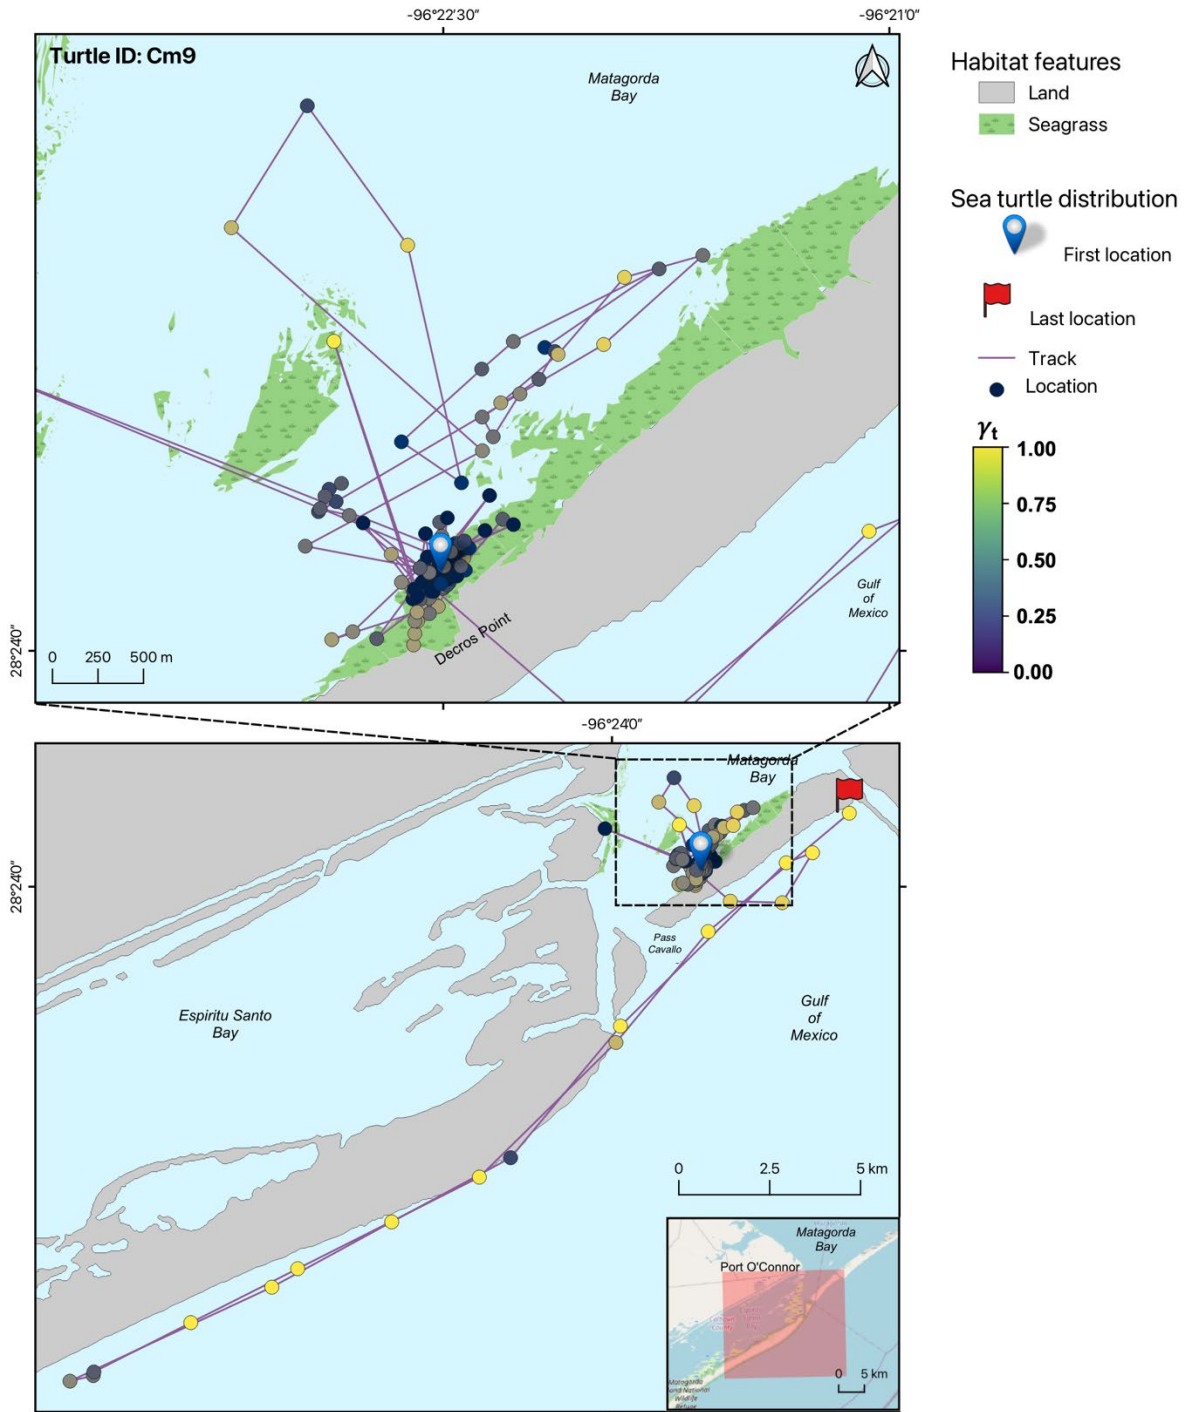 -96°22'30"
-96°21'0"
Turtle ID: Cm9
Matagorda
Bay
Gulf
of
Mexico
Decros Point
28°24'0"
0 250 500 m
Habitat features
Land
Seagrass
Sea turtle distribution
First location
Last location
Track
Location
γt
1.00
0.75
0.50
0.25
0.00
-96°24'0"
Matagorda
Bay
28°24'0"
Pass
Cavallo
Espiritu Santo
Bay
Gulf
of
Mexico
0 2.5 5 km
Matagorda
Bay
Port O'Connor
0 5 km
Matagorda
Wildlife